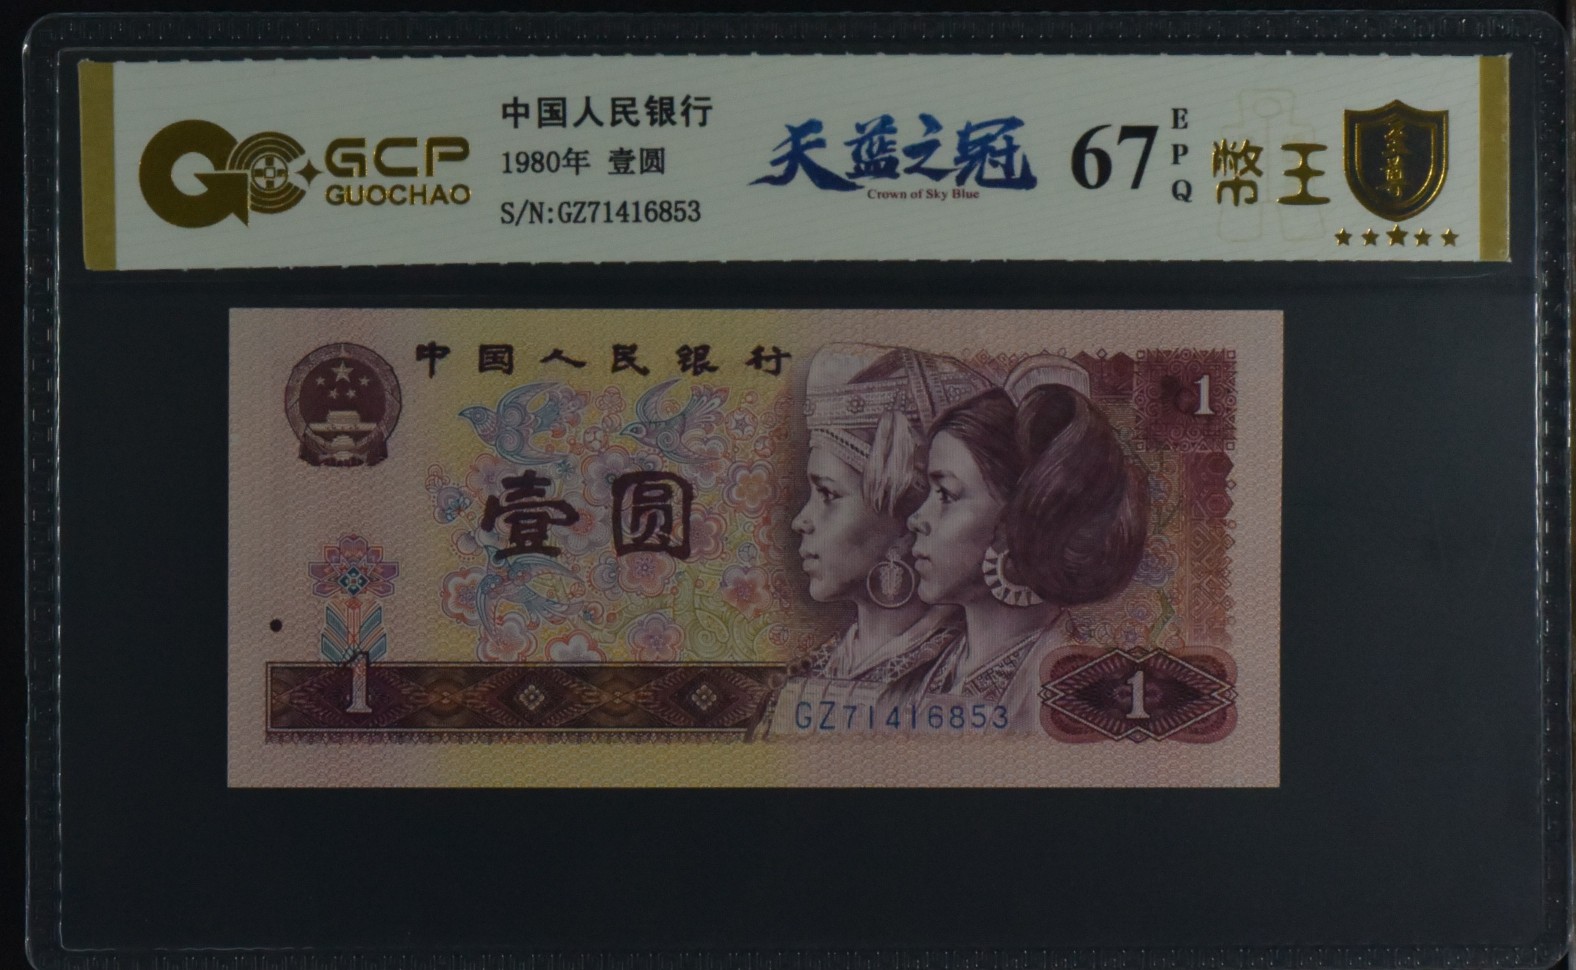 GCP
GUOCHAO
中国人民银行
1980年 壹圆
S/N:GZ71416853
天蓝之冠
Crown of Sky Blue
67
EPQ
幣王
中国人民银行
1
壹圆
1
GZ71416853
1